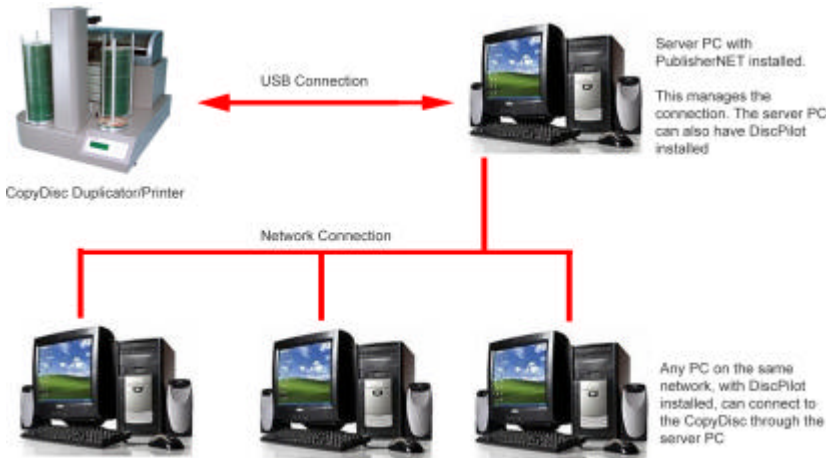 Server PC with
PublisherNET installed.
USB Connection
This manages the
connection. The server PC
can also have DiscPilot
installed
CopyDisc Duplicator/Printer
Network Connection
Any PC on the same
network, with DiscPilot
installed, can connect to
the CopyDisc through the
server PC